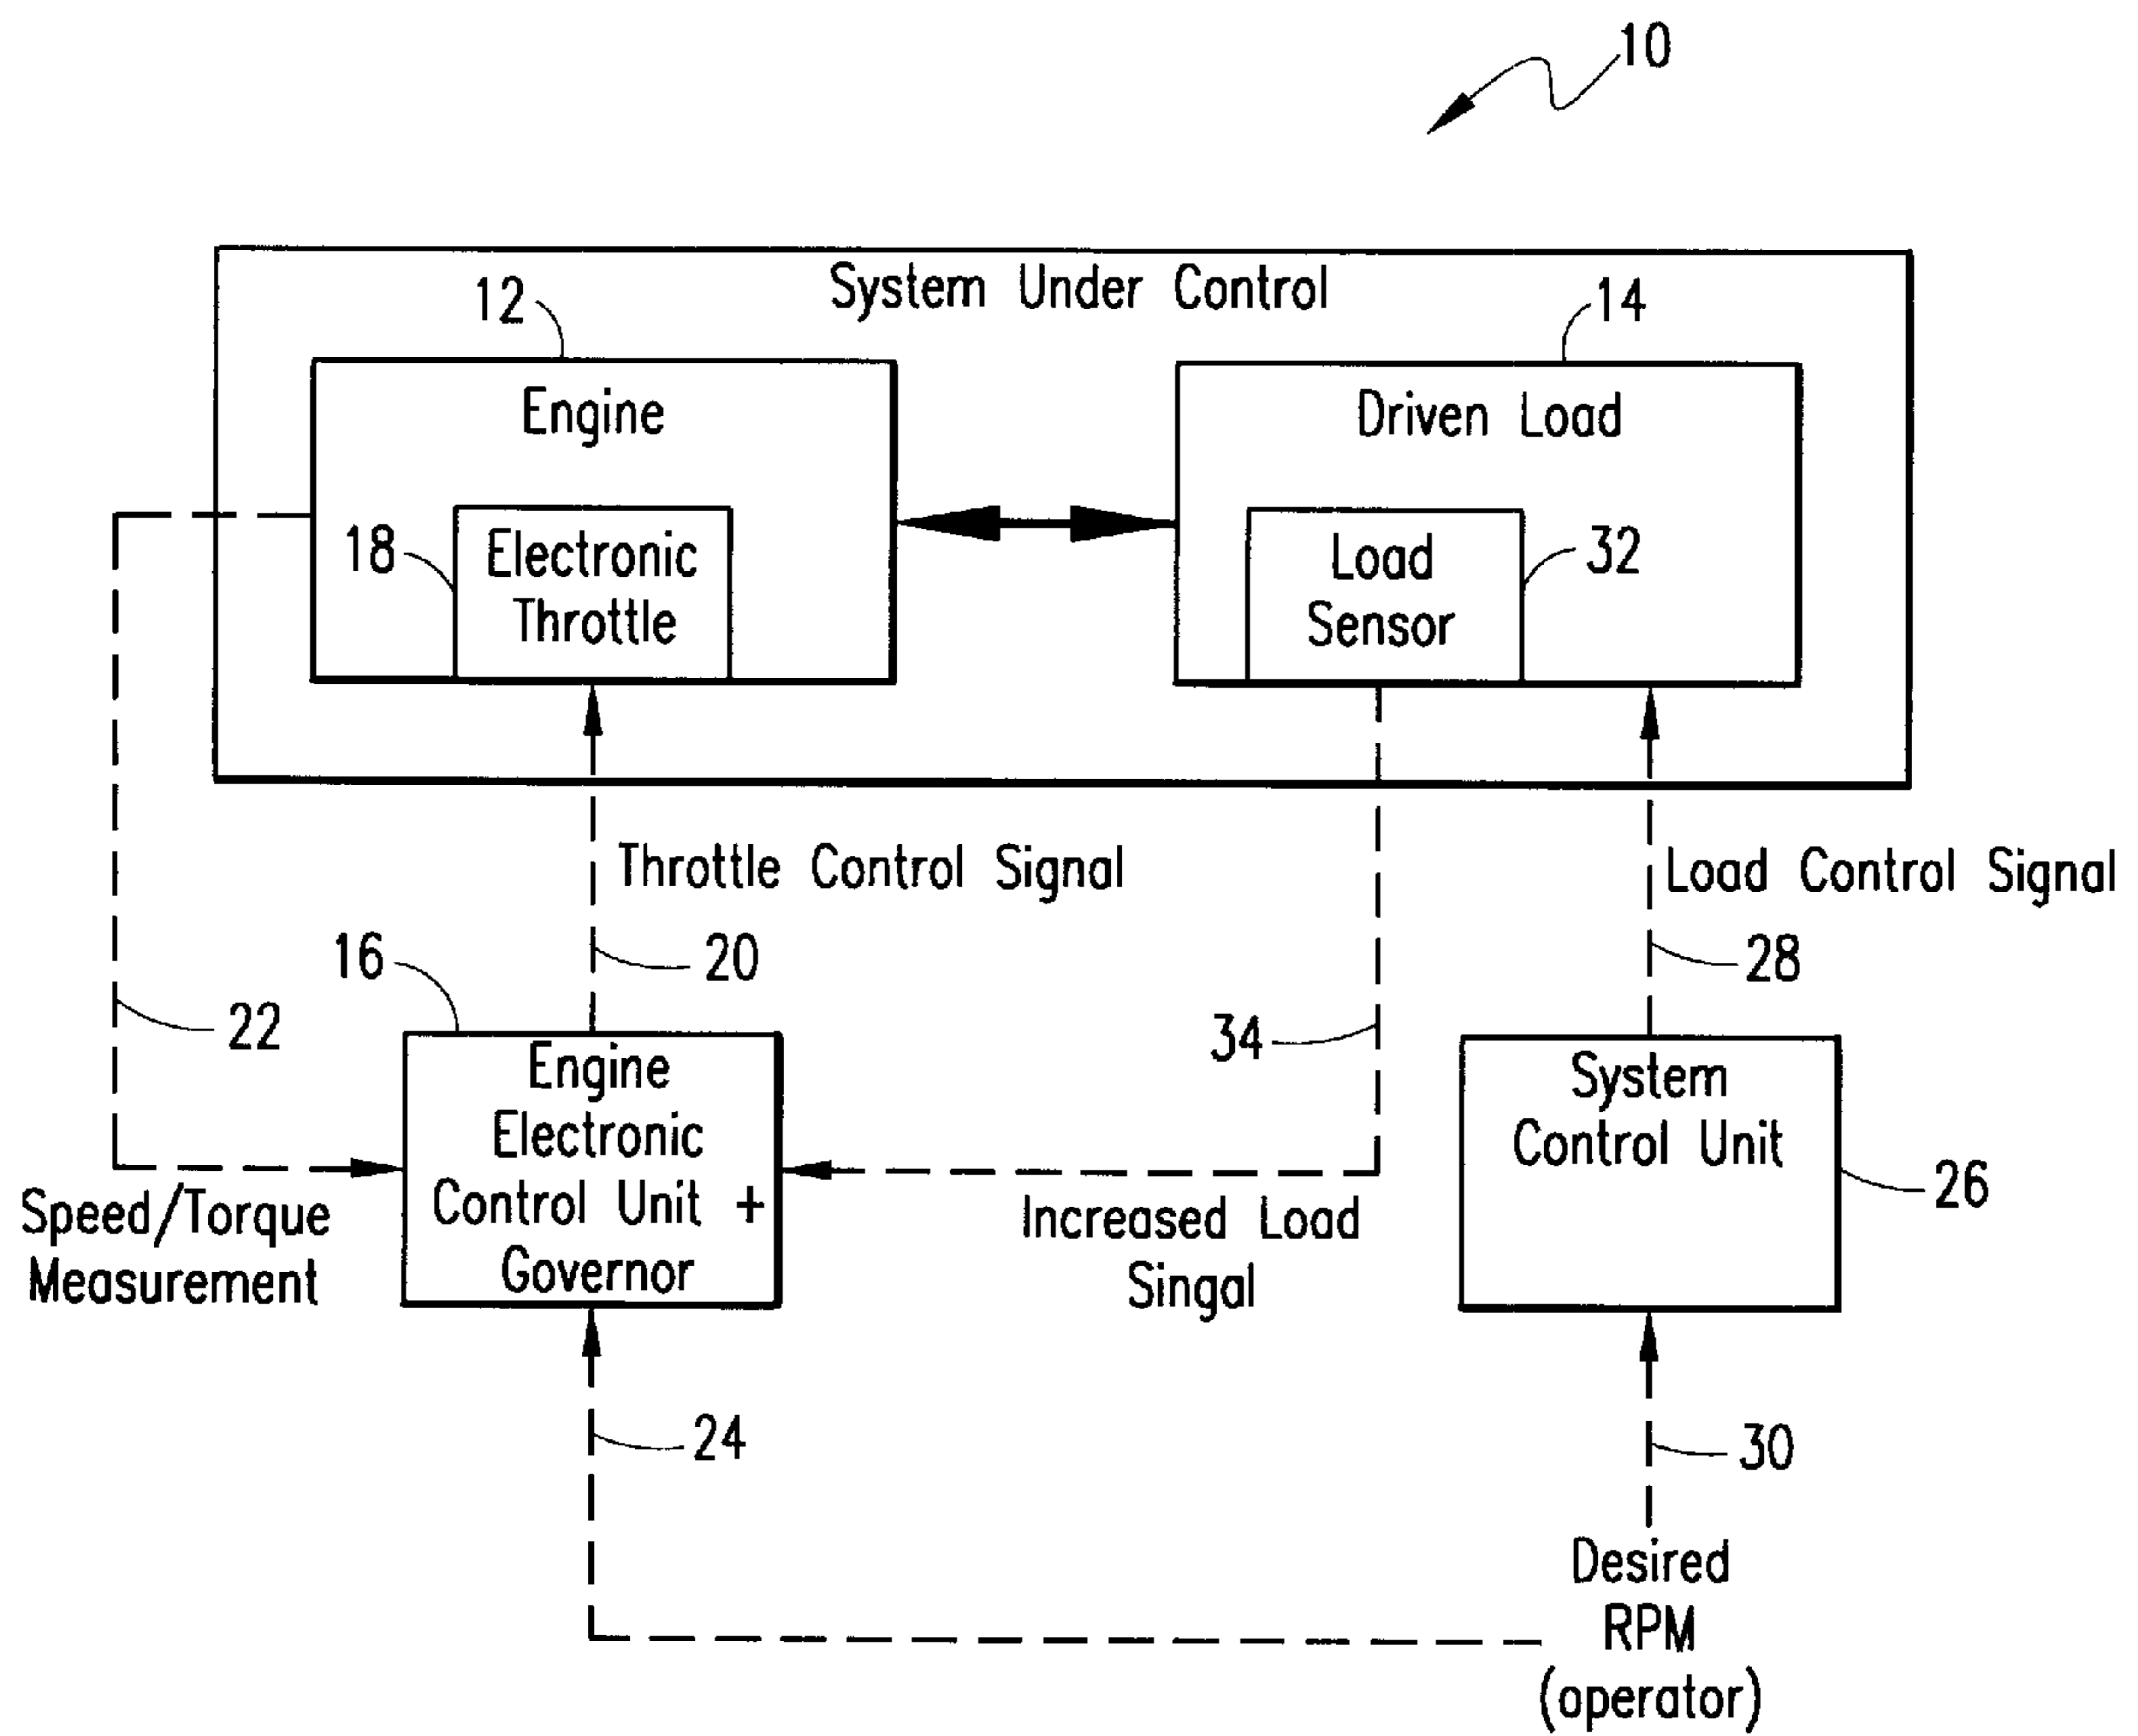 10
System Under Control
12
14
Engine
Driven Load
18
Electronic
Throttle
Load
Sensor
32
Throttle Control Signal
Load Control Signal
16
20
28
22
34
Engine
Electronic
Control Unit +
Governor
System
Control Unit
26
Speed/Torque
Measurement
Increased Load
Singal
24
30
Desired
RPM
(operator)